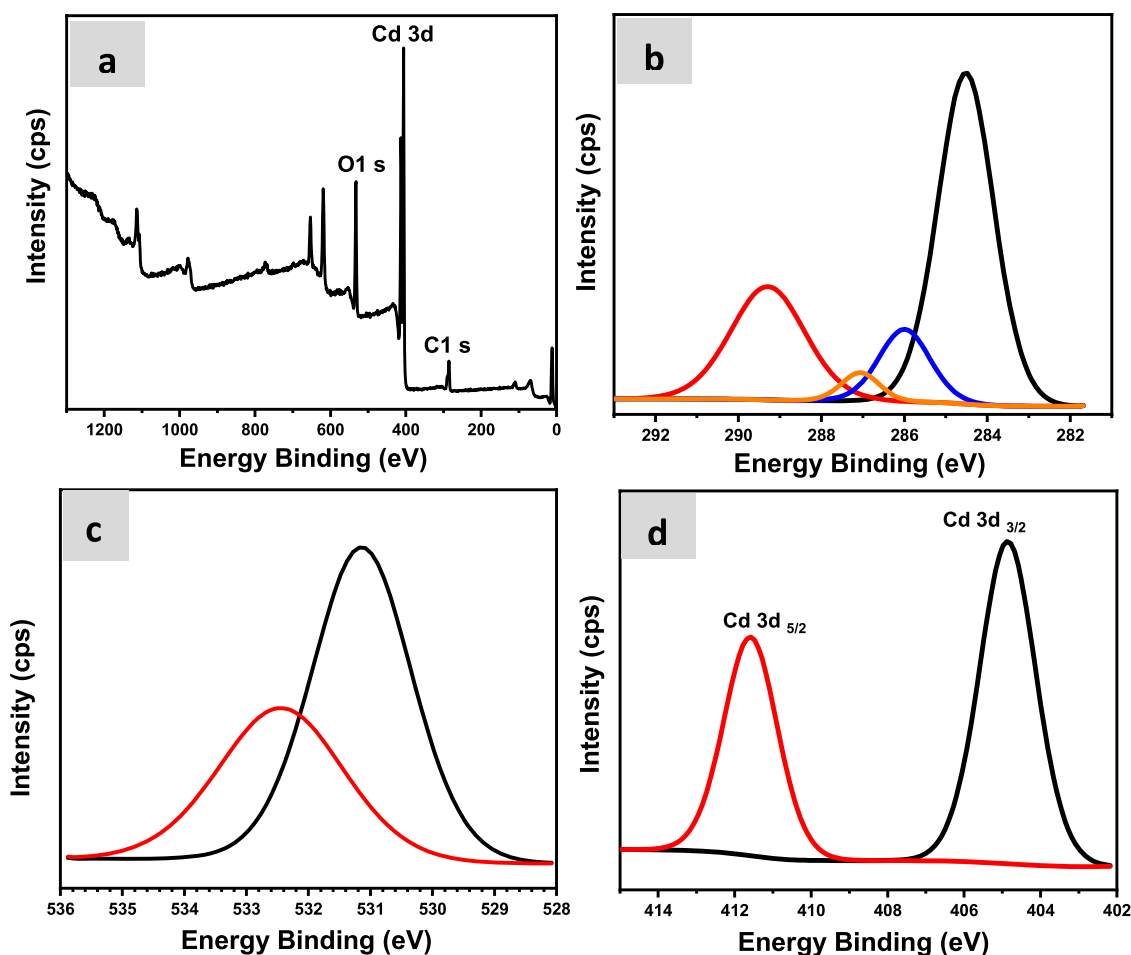 a
Cd 3d
O1 s
C1 s
Intensity (cps)
1200 1000 800 600 400 200 0
Energy Binding (eV)
b
Intensity (cps)
292 290 288 286 284 282
Energy Binding (eV)
c
Intensity (cps)
536 535 534 533 532 531 530 528
Energy Binding (eV)
d
Cd 3d 3/2
Cd 3d 5/2
Intensity (cps)
414 412 410 408 406 404 402
Energy Binding (eV)